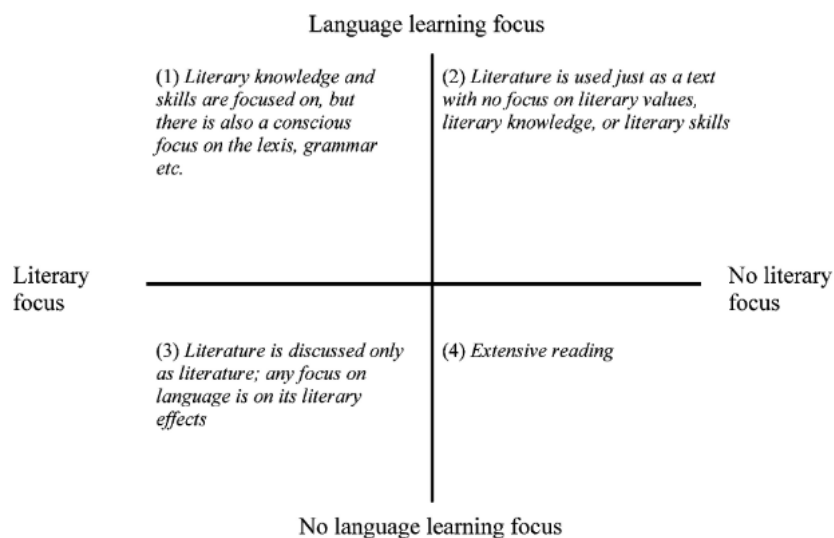 Language learning focus
(1) Literary knowledge and
skills are focused on, but
there is also a conscious
focus on the lexis, grammar
etc.
(2) Literature is used just as a text
with no focus on literary values,
literary knowledge, or literary skills
Literary
focus
No literary
focus
(3) Literature is discussed only
as literature; any focus on
language is on its literary
effects
(4) Extensive reading
No language learning focus